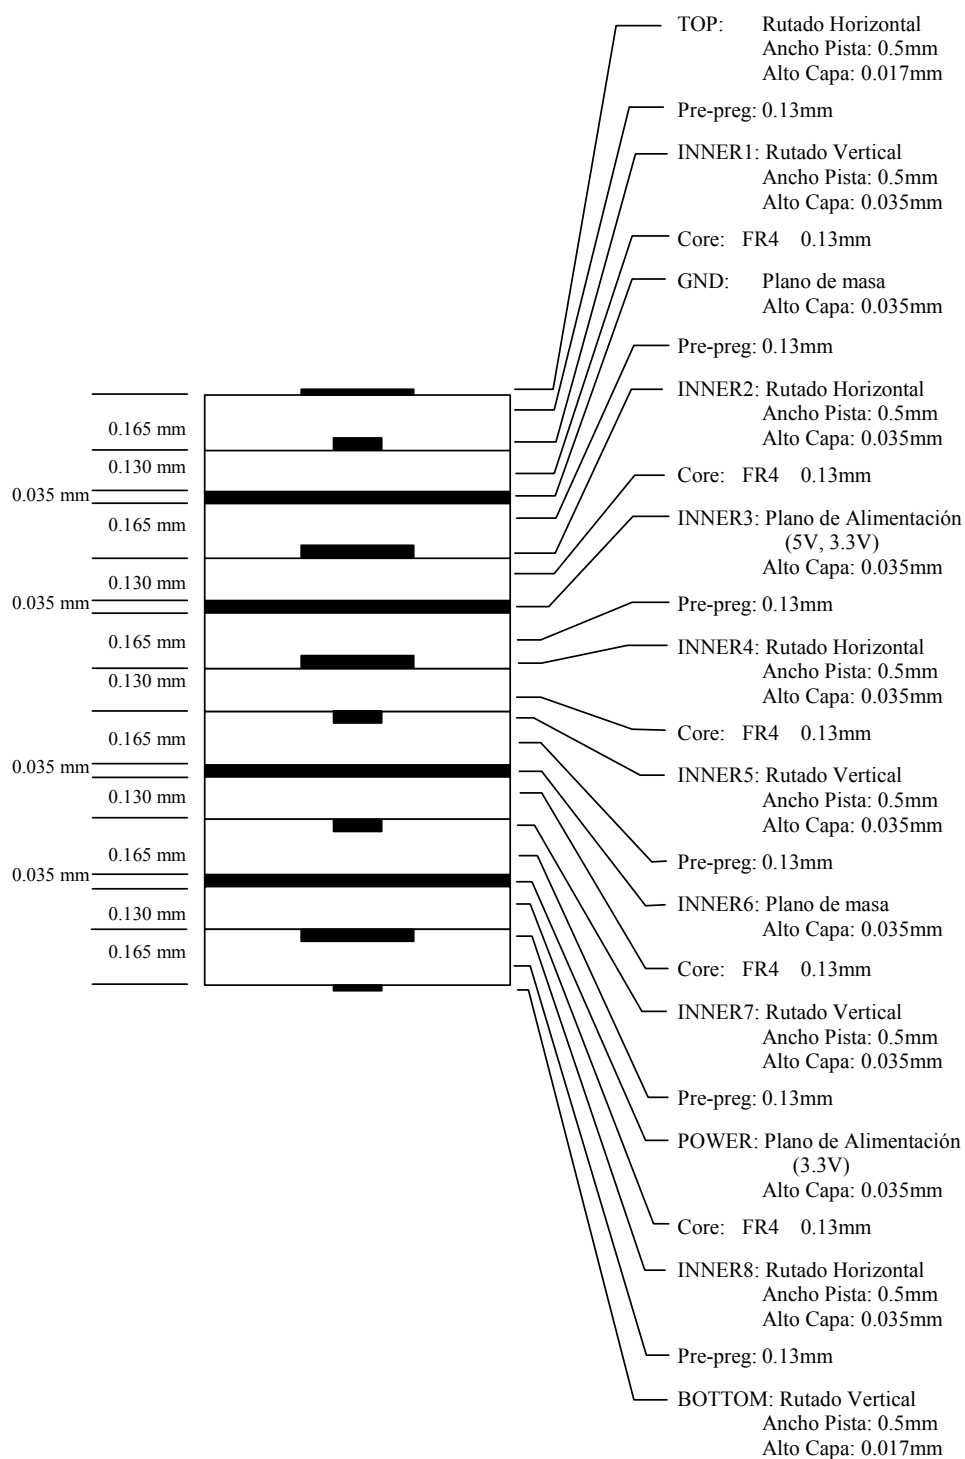 TOP: Rutado Horizontal
Ancho Pista: 0.5mm
Alto Capa: 0.017mm
Pre-preg: 0.13mm
INNER1: Rutado Vertical
Ancho Pista: 0.5mm
Alto Capa: 0.035mm
Core: FR4 0.13mm
GND: Plano de masa
Alto Capa: 0.035mm
Pre-preg: 0.13mm
INNER2: Rutado Horizontal
Ancho Pista: 0.5mm
Alto Capa: 0.035mm
Core: FR4 0.13mm
INNER3: Plano de Alimentación
(5V, 3.3V)
Alto Capa: 0.035mm
Pre-preg: 0.13mm
INNER4: Rutado Horizontal
Ancho Pista: 0.5mm
Alto Capa: 0.035mm
Core: FR4 0.13mm
INNER5: Rutado Vertical
Ancho Pista: 0.5mm
Alto Capa: 0.035mm
Pre-preg: 0.13mm
INNER6: Plano de masa
Alto Capa: 0.035mm
Core: FR4 0.13mm
INNER7: Rutado Vertical
Ancho Pista: 0.5mm
Alto Capa: 0.035mm
Pre-preg: 0.13mm
POWER: Plano de Alimentación
(3.3V)
Alto Capa: 0.035mm
Core: FR4 0.13mm
INNER8: Rutado Horizontal
Ancho Pista: 0.5mm
Alto Capa: 0.035mm
Pre-preg: 0.13mm
BOTTOM: Rutado Vertical
Ancho Pista: 0.5mm
Alto Capa: 0.017mm
0.165 mm
0.130 mm
0.035 mm
0.165 mm
0.130 mm
0.035 mm
0.165 mm
0.130 mm
0.165 mm
0.035 mm
0.130 mm
0.165 mm
0.035 mm
0.130 mm
0.165 mm